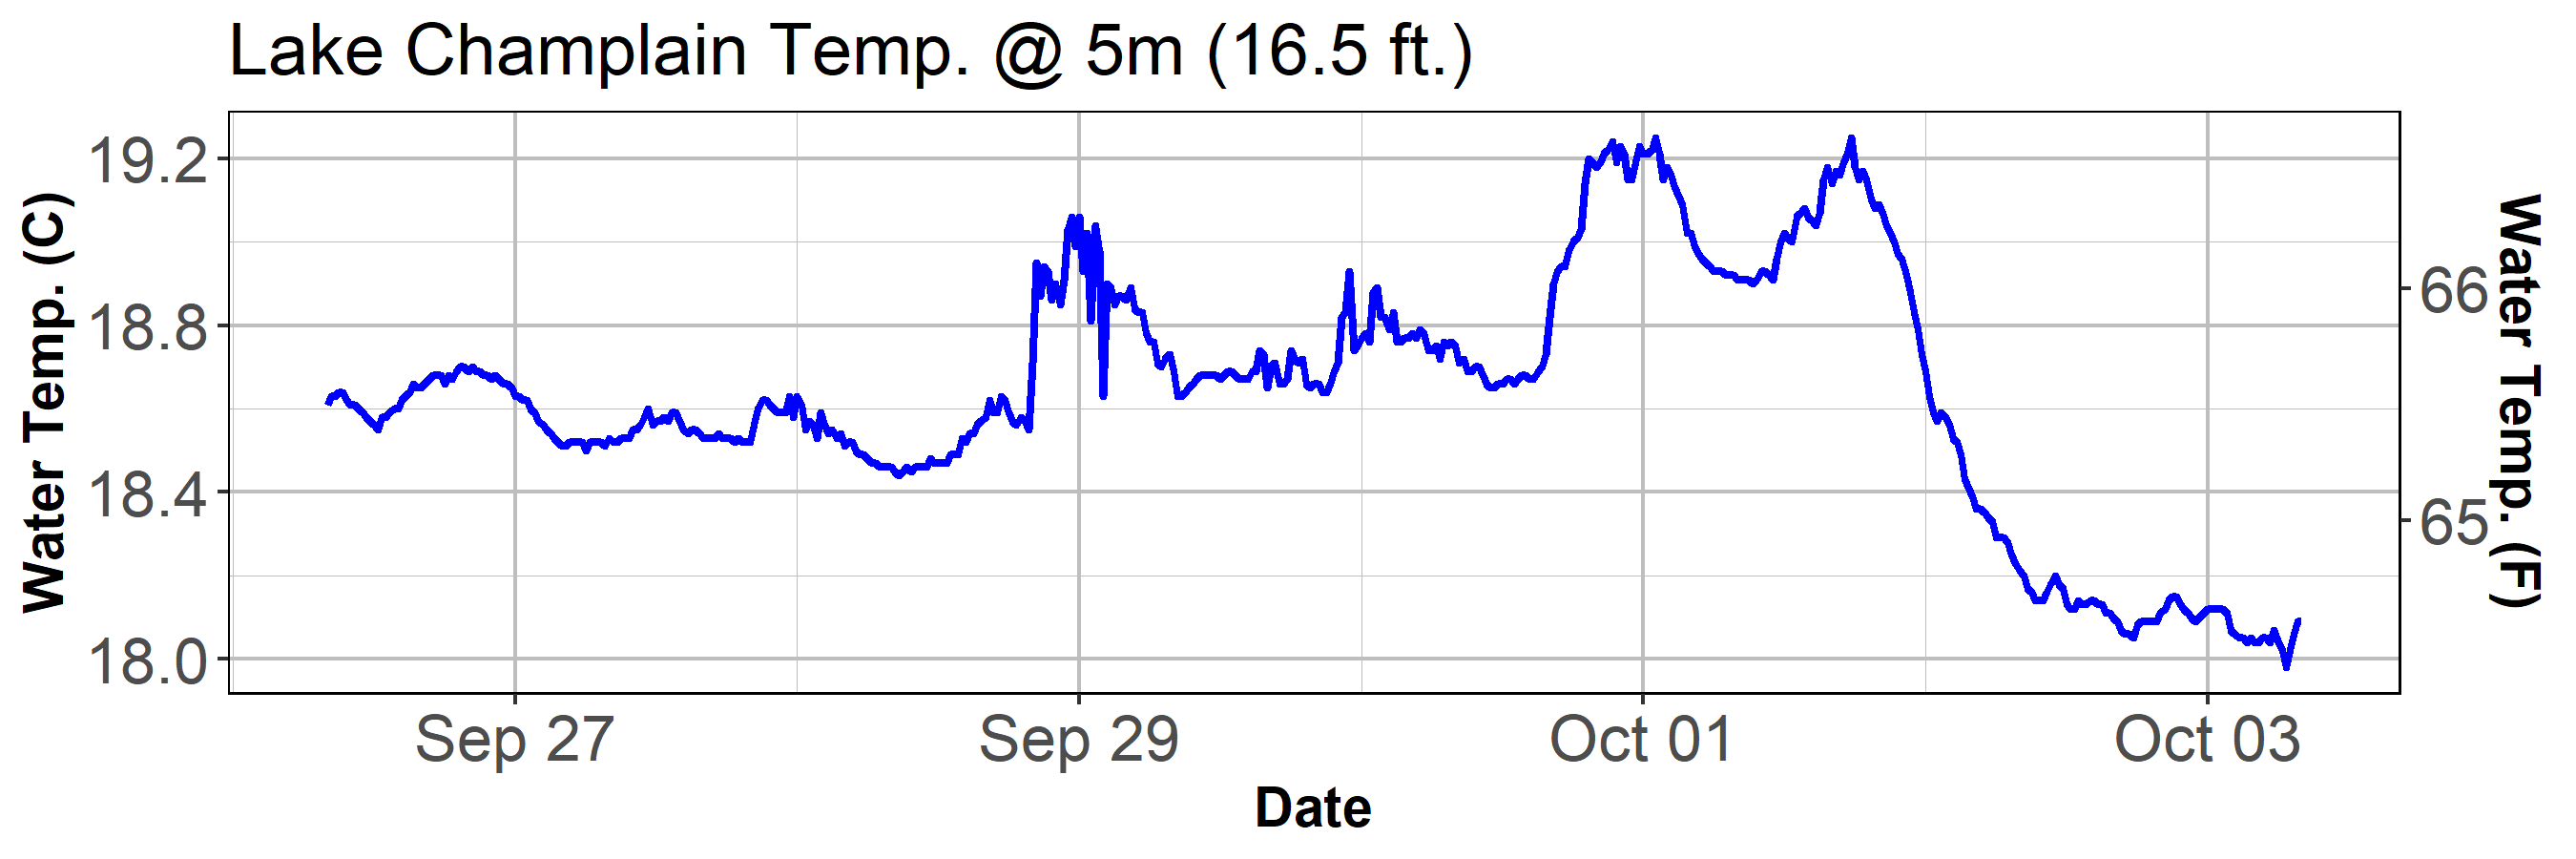 Lake Champlain Temp. @ 5m (16.5 ft.)
Water Temp. (C)
19.2
18.8
18.4
18.0
66
65
Water Temp. (F)
Sep 27 Sep 29 Oct 01 Oct 03
Date